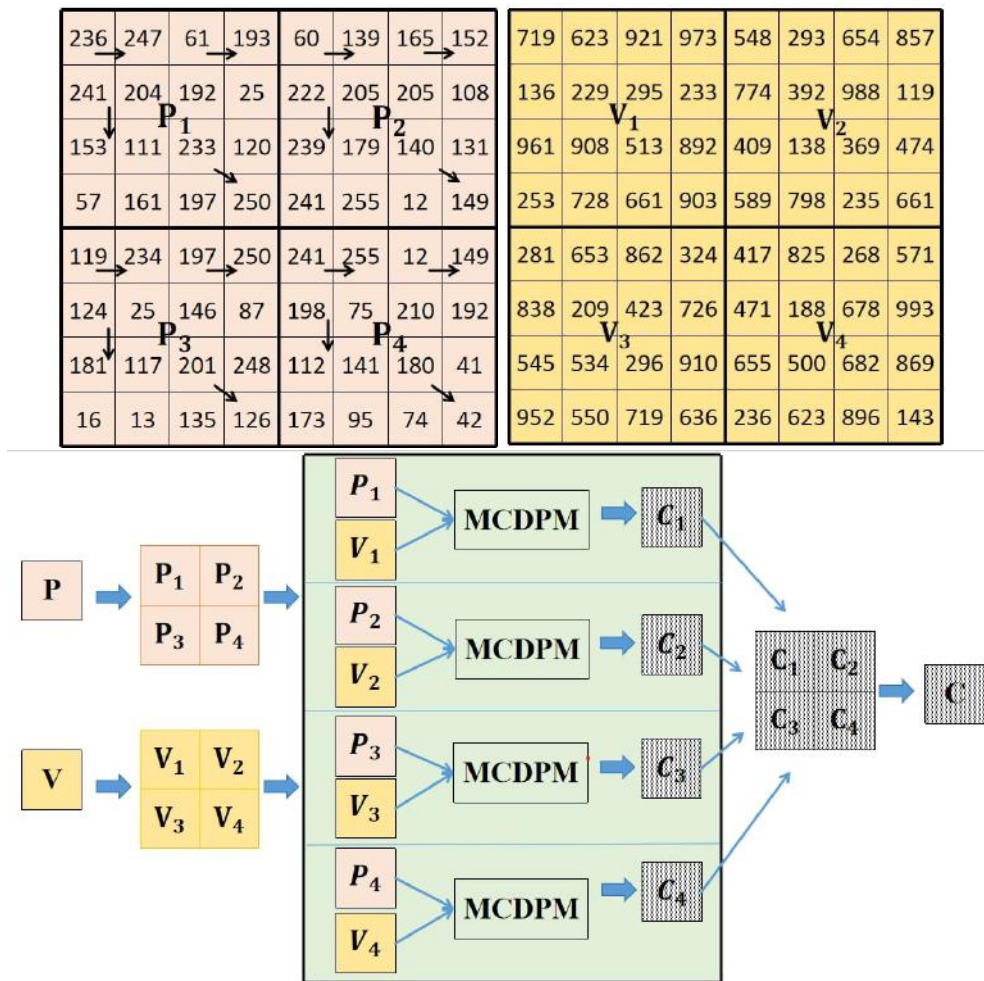 236 247 61 193 60 139 165 152 719 623 921 973 548 293 654 857
241 204 192 25 222 205 205 108 136 229 295 233 774 392 988 119
P₁ P₂ V₁ V₂
153 111 233 120 239 179 140 131 961 908 513 892 409 138 369 474
57 161 197 250 241 255 12 149 253 728 661 903 589 798 235 661
119 234 197 250 241 255 12 149 281 653 862 324 417 825 268 571
124 25 146 87 198 75 210 192 838 209 423 726 471 188 678 993
P₃ P₄ V₃ V₄
181 117 201 248 112 141 180 41 545 534 296 910 655 500 682 869
16 13 135 126 173 95 74 42 952 550 719 636 236 623 896 143
P
P₁ P₂
P₃ P₄
V
V₁ V₂
V₃ V₄
P₁
V₁
MCDPM
C₁
P₂
V₂
MCDPM
C₂
P₃
V₃
MCDPM
C₃
P₄
V₄
MCDPM
C₄
C₁ C₂
C₃ C₄
C